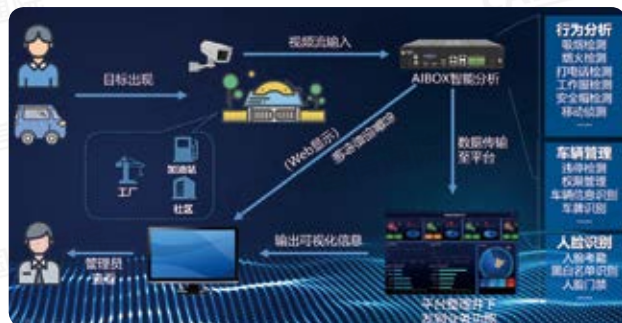 目标出现
视频流输入
AIBOX智能分析
数据传输
至平台
(Web显示)
工厂
加油站
社区
管理员
输出可视化信息
平台整合并下
行为分析
吸烟检测
烟火检测
打电话检测
工作服检测
安全帽检测
移动侦测
......
车辆管理
违停检测
权限管理
车辆信息识别
车牌识别
......
人脸识别
人脸考勤
黑白名单识别
人脸门禁
......